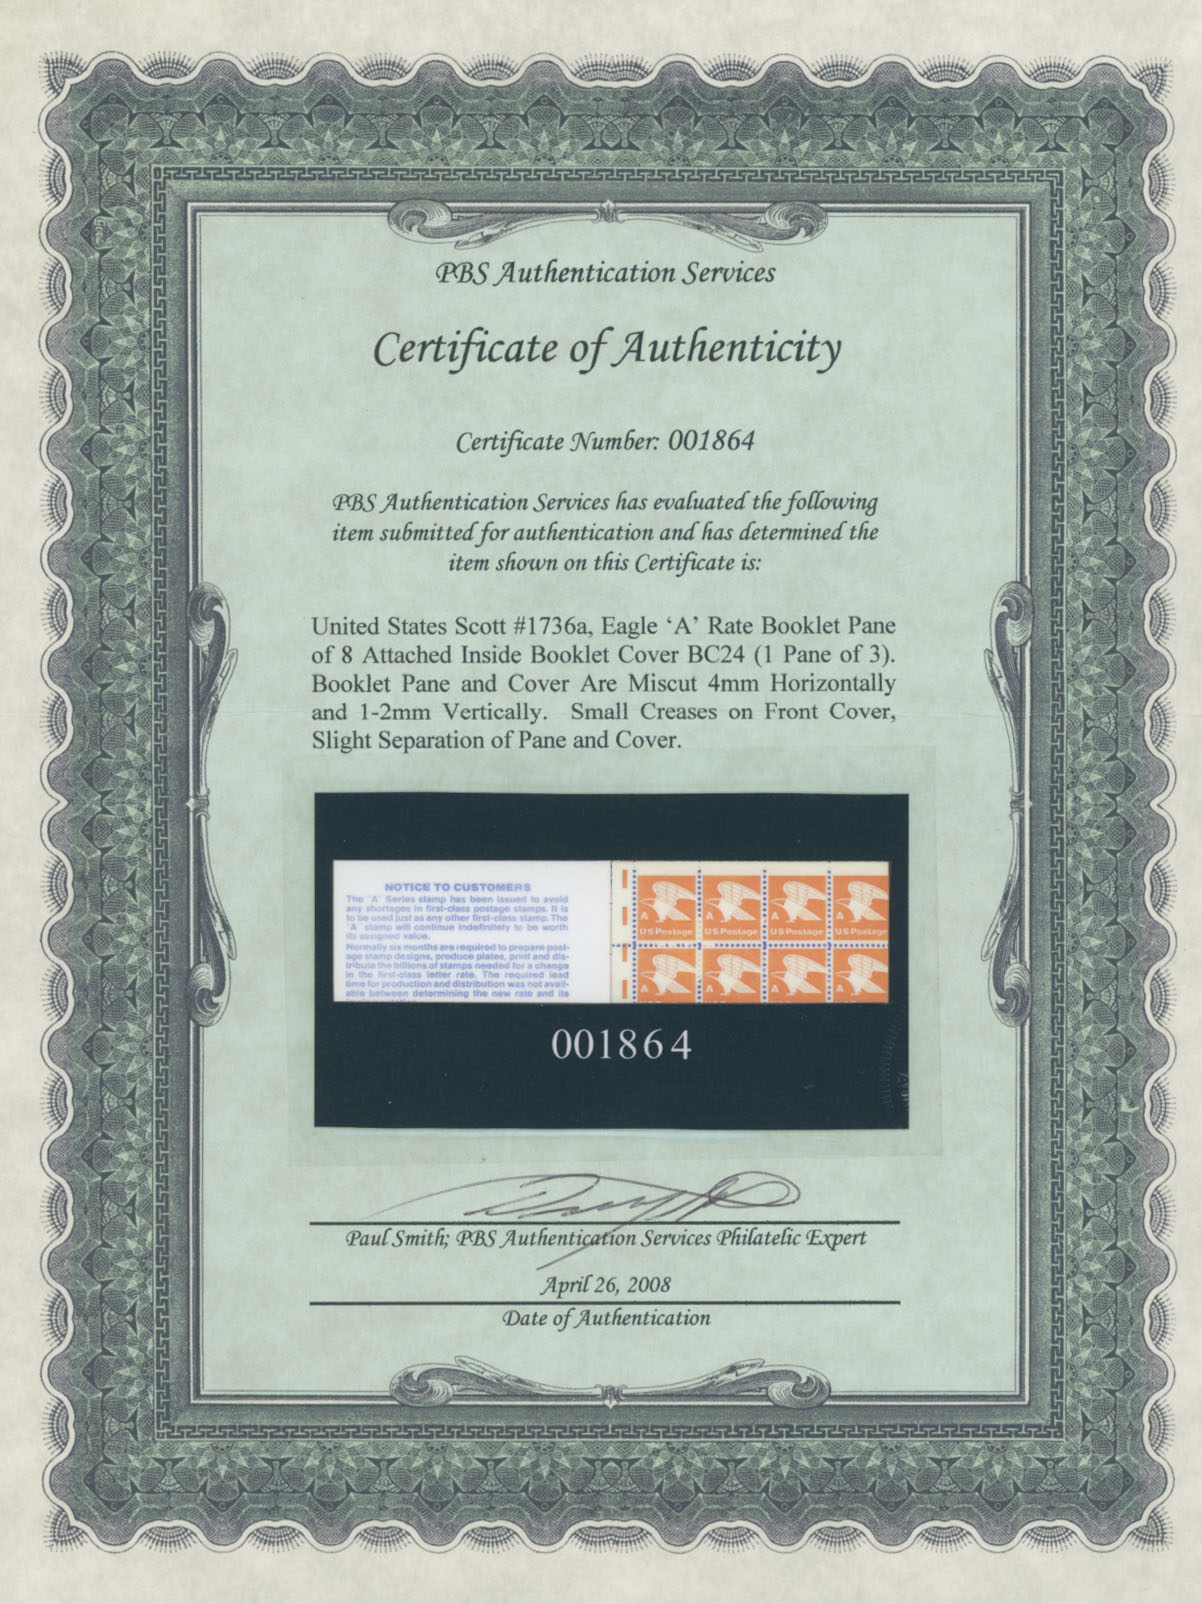 PBS Authentication Services
Certificate of Authenticity
Certificate Number: 001864
PBS Authentication Services has evaluated the following
item submitted for authentication and has determined the
item shown on this Certificate is:
United States Scott #1736a, Eagle ‘A’ Rate Booklet Pane
of 8 Attached Inside Booklet Cover BC24 (1 Pane of 3).
Booklet Pane and Cover Are Miscut 4mm Horizontally
and 1-2mm Vertically. Small Creases on Front Cover,
Slight Separation of Pane and Cover.
NOTICE TO CUSTOMERS
The "A" Series stamp has been issued to avoid
any shortages in first-class postage stamps. It is
to be used just as any other first-class stamp. The
"A" stamp will continue indefinitely to be worth
its assigned value.
Normally six months are required to prepare post-
age stamp designs, produce plates, print and dis-
tribute the billions of stamps needed for a change
in the first-class letter rate. The required lead
time for production and distribution was not avail-
able between determining the new rate and its
A A A A
US Postage US Postage US Postage US Postage
A A A A
001864
Paul Smith; PBS Authentication Services Philatelic Expert
April 26, 2008
Date of Authentication